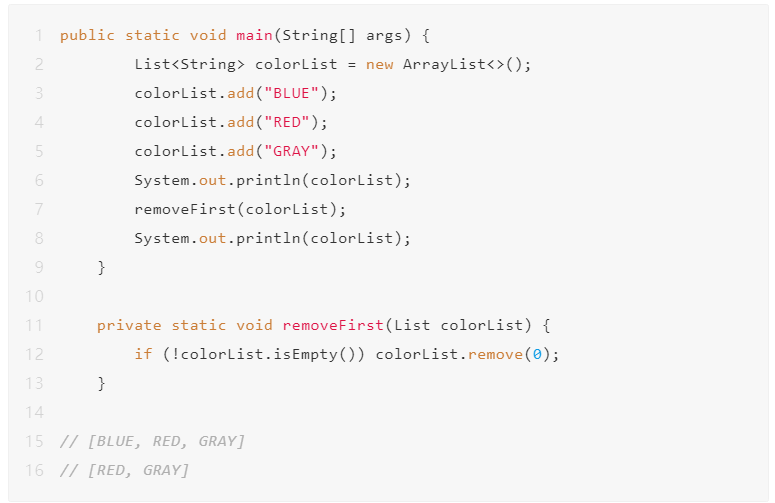 1 public static void main(String[] args) {
2         List<String> colorList = new ArrayList<>();
3         colorList.add("BLUE");
4         colorList.add("RED");
5         colorList.add("GRAY");
6         System.out.println(colorList);
7         removeFirst(colorList);
8         System.out.println(colorList);
9     }
10
11     private static void removeFirst(List colorList) {
12         if (!colorList.isEmpty()) colorList.remove(0);
13     }
14
15 // [BLUE, RED, GRAY]
16 // [RED, GRAY]